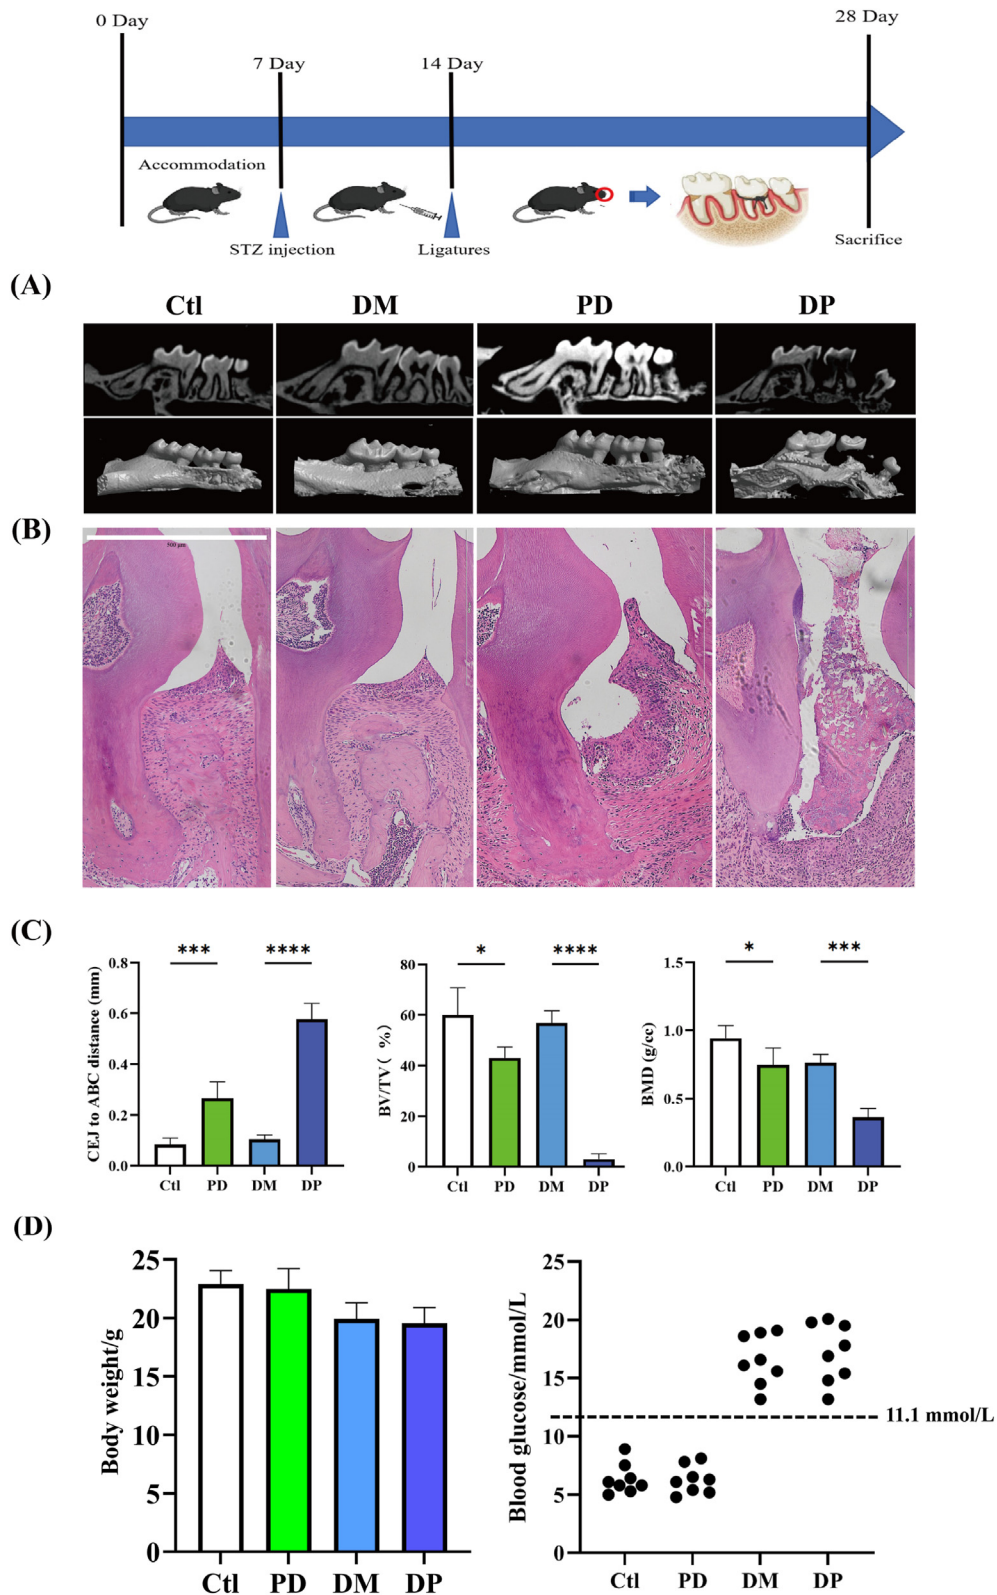 0 Day
28 Day
7 Day
14 Day
Accommodation
STZ injection
Ligatures
Sacrifice
(A)
Ctl
DM
PD
DP
(B)
500 μm
(C)
*** ****
CEJ to ABC distance (mm)
0.8
0.6
0.4
0.2
0.0
Ctl PD DM DP
* ****
BV/TV( %)
80
60
40
20
0
Ctl PD DM DP
* ***
BMD (g/cc)
1.5
1.0
0.5
0.0
Ctl PD DM DP
(D)
Body weight/g
25
20
15
10
5
0
Ctl PD DM DP
Blood glucose/mmol/L
25
20
15
10
5
0
11.1 mmol/L
Ctl PD DM DP